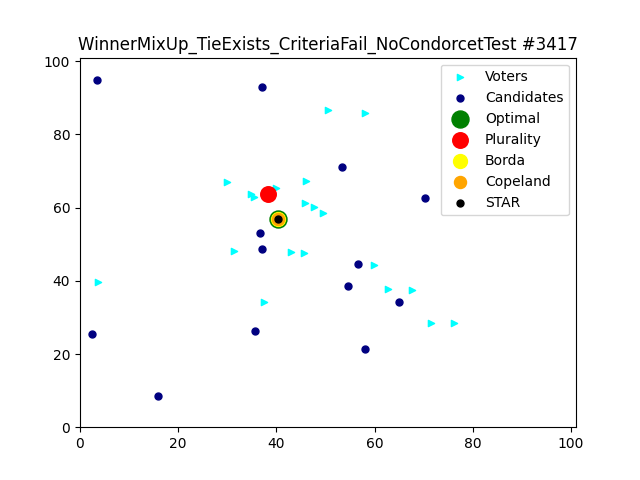 WinnerMixUp_TieExists_CriteriaFail_NoCondorcetTest #3417
Voters
Candidates
Optimal
Plurality
Borda
Copeland
STAR
100
80
60
40
20
0
0 20 40 60 80 100